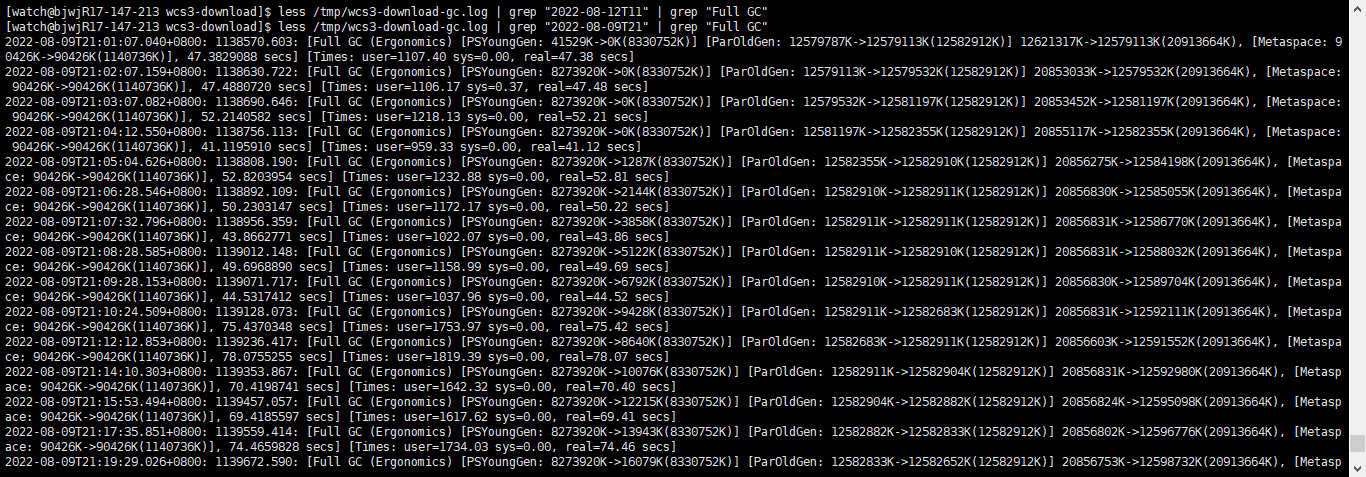 [watch@bjwjR17-147-213 wcs3-download]$ less /tmp/wcs3-download-gc.log | grep "2022-08-12T11" | grep "Full GC"
[watch@bjwjR17-147-213 wcs3-download]$ less /tmp/wcs3-download-gc.log | grep "2022-08-09T21" | grep "Full GC"
2022-08-09T21:01:07.040+0800: 1138570.603: [Full GC (Ergonomics) [PSYoungGen: 41529K->0K(8330752K)] [ParOldGen: 12579787K->12579113K(12582912K)] 12621317K->12579113K(20913664K), [Metaspace: 9
0426K->90426K(1140736K)], 47.3829088 secs] [Times: user=1107.40 sys=0.00, real=47.38 secs]
2022-08-09T21:02:07.159+0800: 1138630.722: [Full GC (Ergonomics) [PSYoungGen: 8273920K->0K(8330752K)] [ParOldGen: 12579113K->12579532K(12582912K)] 20853033K->12579532K(20913664K), [Metaspace:
 90426K->90426K(1140736K)], 47.4880720 secs] [Times: user=1106.17 sys=0.37, real=47.48 secs]
2022-08-09T21:03:07.082+0800: 1138690.646: [Full GC (Ergonomics) [PSYoungGen: 8273920K->0K(8330752K)] [ParOldGen: 12579532K->12581197K(12582912K)] 20853452K->12581197K(20913664K), [Metaspace:
 90426K->90426K(1140736K)], 52.2140582 secs] [Times: user=1218.13 sys=0.00, real=52.21 secs]
2022-08-09T21:04:12.550+0800: 1138756.113: [Full GC (Ergonomics) [PSYoungGen: 8273920K->0K(8330752K)] [ParOldGen: 12581197K->12582355K(12582912K)] 20855117K->12582355K(20913664K), [Metaspace:
 90426K->90426K(1140736K)], 41.1195910 secs] [Times: user=959.33 sys=0.00, real=41.12 secs]
2022-08-09T21:05:04.626+0800: 1138808.190: [Full GC (Ergonomics) [PSYoungGen: 8273920K->1287K(8330752K)] [ParOldGen: 12582355K->12582910K(12582912K)] 20856275K->12584198K(20913664K), [Metaspa
ce: 90426K->90426K(1140736K)], 52.8203954 secs] [Times: user=1232.88 sys=0.00, real=52.81 secs]
2022-08-09T21:06:28.546+0800: 1138892.109: [Full GC (Ergonomics) [PSYoungGen: 8273920K->2144K(8330752K)] [ParOldGen: 12582910K->12582911K(12582912K)] 20856830K->12585055K(20913664K), [Metaspa
ce: 90426K->90426K(1140736K)], 50.2303147 secs] [Times: user=1172.17 sys=0.00, real=50.22 secs]
2022-08-09T21:07:32.796+0800: 1138956.359: [Full GC (Ergonomics) [PSYoungGen: 8273920K->3858K(8330752K)] [ParOldGen: 12582911K->12582911K(12582912K)] 20856831K->12586770K(20913664K), [Metaspa
ce: 90426K->90426K(1140736K)], 43.8662771 secs] [Times: user=1022.07 sys=0.00, real=43.86 secs]
2022-08-09T21:08:28.585+0800: 1139012.148: [Full GC (Ergonomics) [PSYoungGen: 8273920K->5122K(8330752K)] [ParOldGen: 12582911K->12582910K(12582912K)] 20856831K->12588032K(20913664K), [Metaspa
ce: 90426K->90426K(1140736K)], 49.6968890 secs] [Times: user=1158.99 sys=0.00, real=49.69 secs]
2022-08-09T21:09:28.153+0800: 1139071.717: [Full GC (Ergonomics) [PSYoungGen: 8273920K->6792K(8330752K)] [ParOldGen: 12582910K->12582911K(12582912K)] 20856830K->12589704K(20913664K), [Metaspa
ce: 90426K->90426K(1140736K)], 44.5317412 secs] [Times: user=1037.96 sys=0.00, real=44.52 secs]
2022-08-09T21:10:24.509+0800: 1139128.073: [Full GC (Ergonomics) [PSYoungGen: 8273920K->9428K(8330752K)] [ParOldGen: 12582911K->12582683K(12582912K)] 20856831K->12592111K(20913664K), [Metaspa
ce: 90426K->90426K(1140736K)], 75.4370348 secs] [Times: user=1753.97 sys=0.00, real=75.42 secs]
2022-08-09T21:12:12.853+0800: 1139236.417: [Full GC (Ergonomics) [PSYoungGen: 8273920K->8640K(8330752K)] [ParOldGen: 12582683K->12582911K(12582912K)] 20856603K->12591552K(20913664K), [Metaspa
ce: 90426K->90426K(1140736K)], 78.0755255 secs] [Times: user=1819.39 sys=0.00, real=78.07 secs]
2022-08-09T21:14:10.303+0800: 1139353.867: [Full GC (Ergonomics) [PSYoungGen: 8273920K->10076K(8330752K)] [ParOldGen: 12582911K->12582904K(12582912K)] 20856831K->12592980K(20913664K), [Metasp
ace: 90426K->90426K(1140736K)], 70.4198741 secs] [Times: user=1642.32 sys=0.00, real=70.40 secs]
2022-08-09T21:15:53.494+0800: 1139457.057: [Full GC (Ergonomics) [PSYoungGen: 8273920K->12215K(8330752K)] [ParOldGen: 12582904K->12582882K(12582912K)] 20856824K->12595098K(20913664K), [Metasp
ace: 90426K->90426K(1140736K)], 69.4185597 secs] [Times: user=1617.62 sys=0.00, real=69.41 secs]
2022-08-09T21:17:35.851+0800: 1139559.414: [Full GC (Ergonomics) [PSYoungGen: 8273920K->13943K(8330752K)] [ParOldGen: 12582882K->12582833K(12582912K)] 20856802K->12596776K(20913664K), [Metasp
ace: 90426K->90426K(1140736K)], 74.4659828 secs] [Times: user=1734.03 sys=0.00, real=74.46 secs]
2022-08-09T21:19:29.026+0800: 1139672.590: [Full GC (Ergonomics) [PSYoungGen: 8273920K->16079K(8330752K)] [ParOldGen: 12582833K->12582652K(12582912K)] 20856753K->12598732K(20913664K), [Metasp